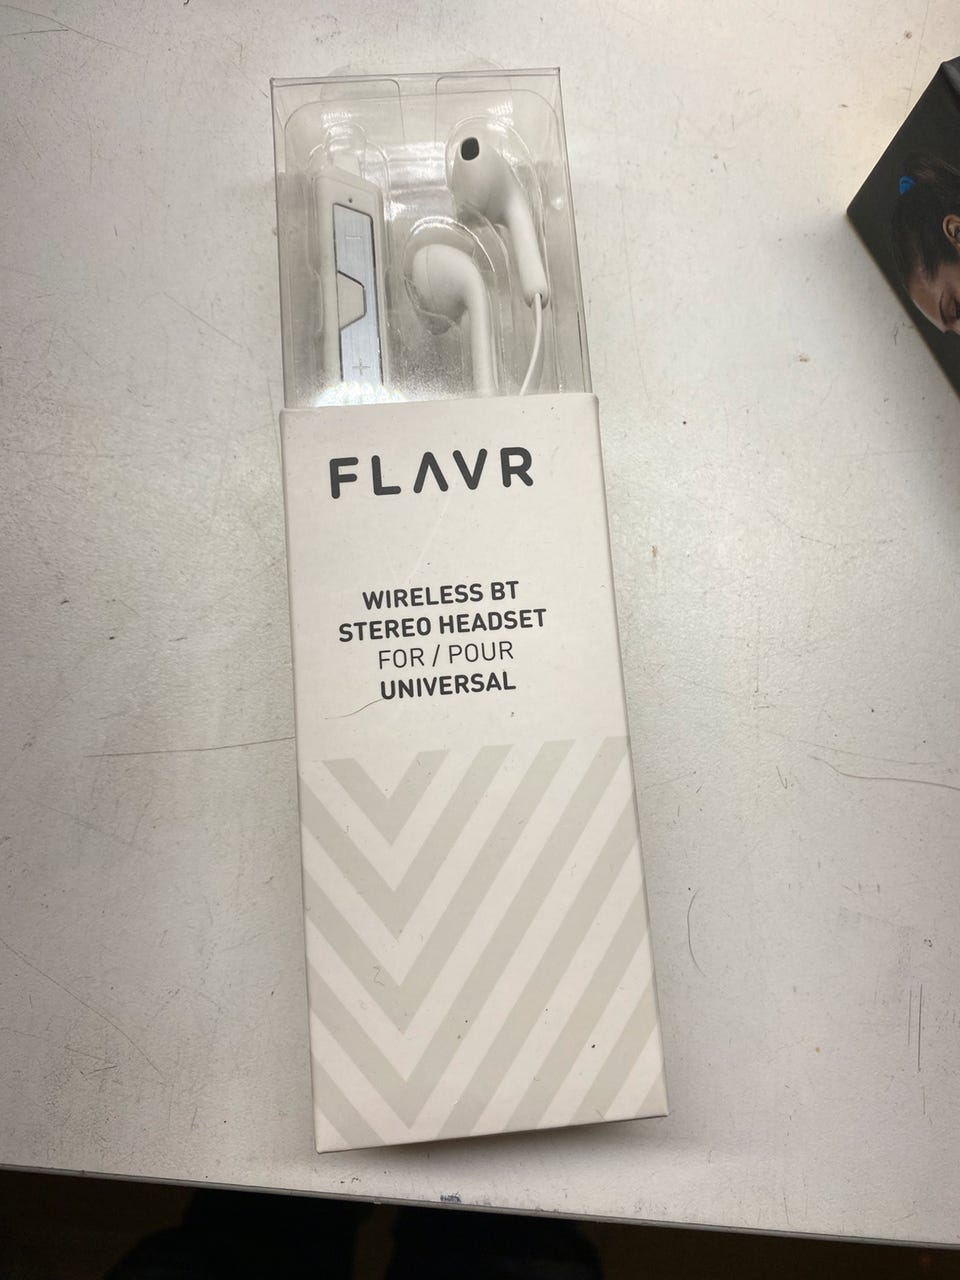 FLAVR
WIRELESS BT
STEREO HEADSET
FOR / POUR
UNIVERSAL